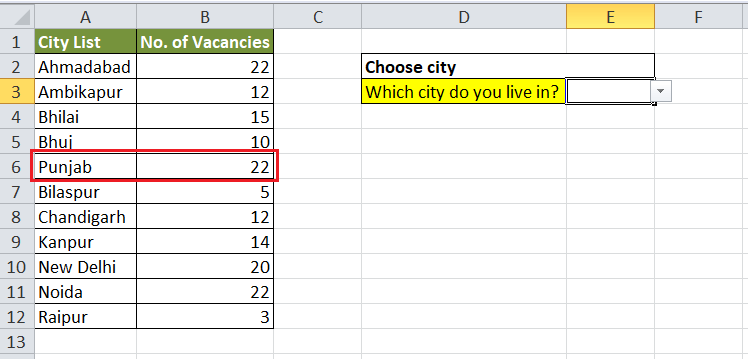 A B C D E F
1 City List No. of Vacancies
2 Ahmadabad 22 Choose city
3 Ambikapur 12 Which city do you live in?
4 Bhilai 15
5 Bhuj 10
6 Punjab 22
7 Bilaspur 5
8 Chandigarh 12
9 Kanpur 14
10 New Delhi 20
11 Noida 22
12 Raipur 3
13